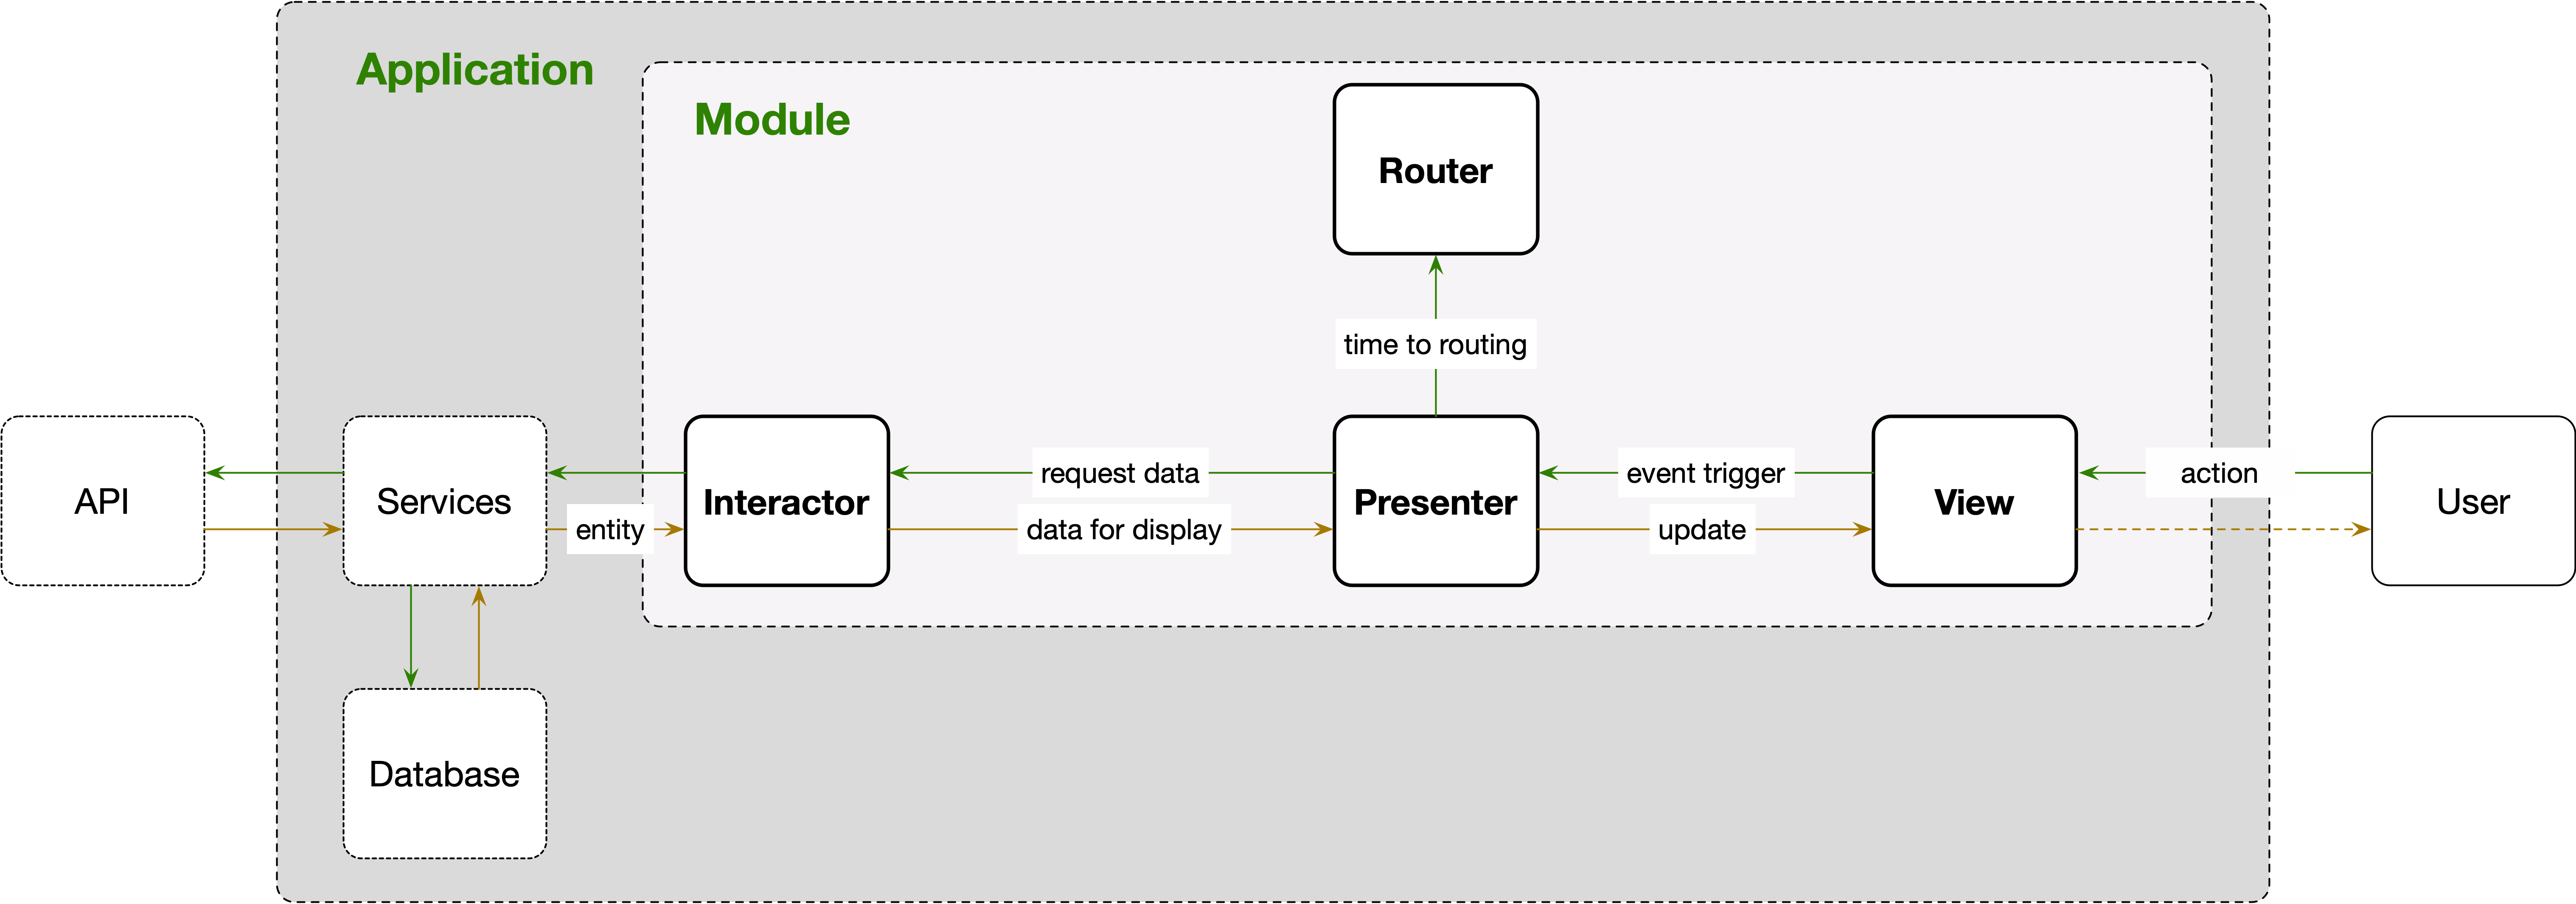 Application
Module
Router
time to routing
API
Services
entity
Interactor
request data
data for display
Presenter
event trigger
update
View
action
User
Database